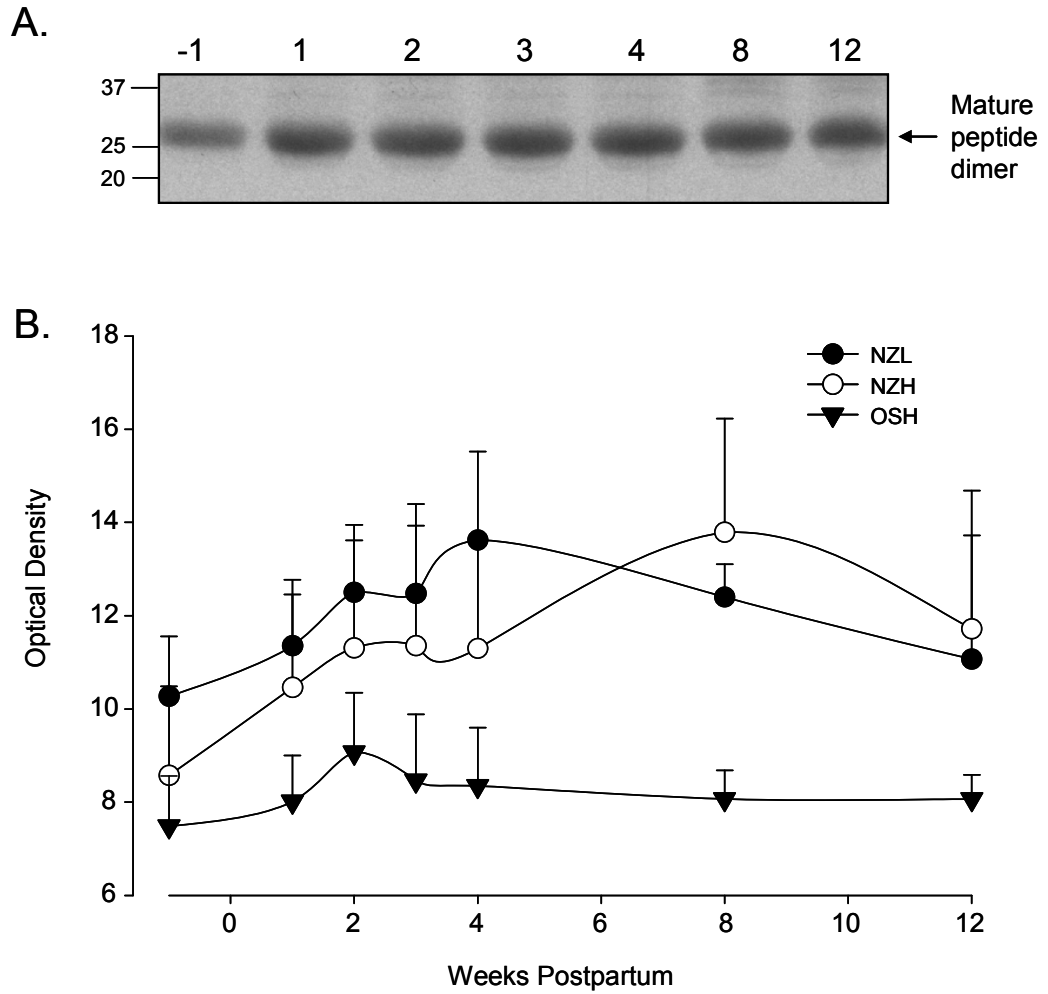 A.
-1 1 2 3 4 8 12
37
25
20
Mature
peptide
dimer
B.
18
16
14
12
10
8
6
Optical Density
NZL
NZH
OSH
0 2 4 6 8 10 12
Weeks Postpartum